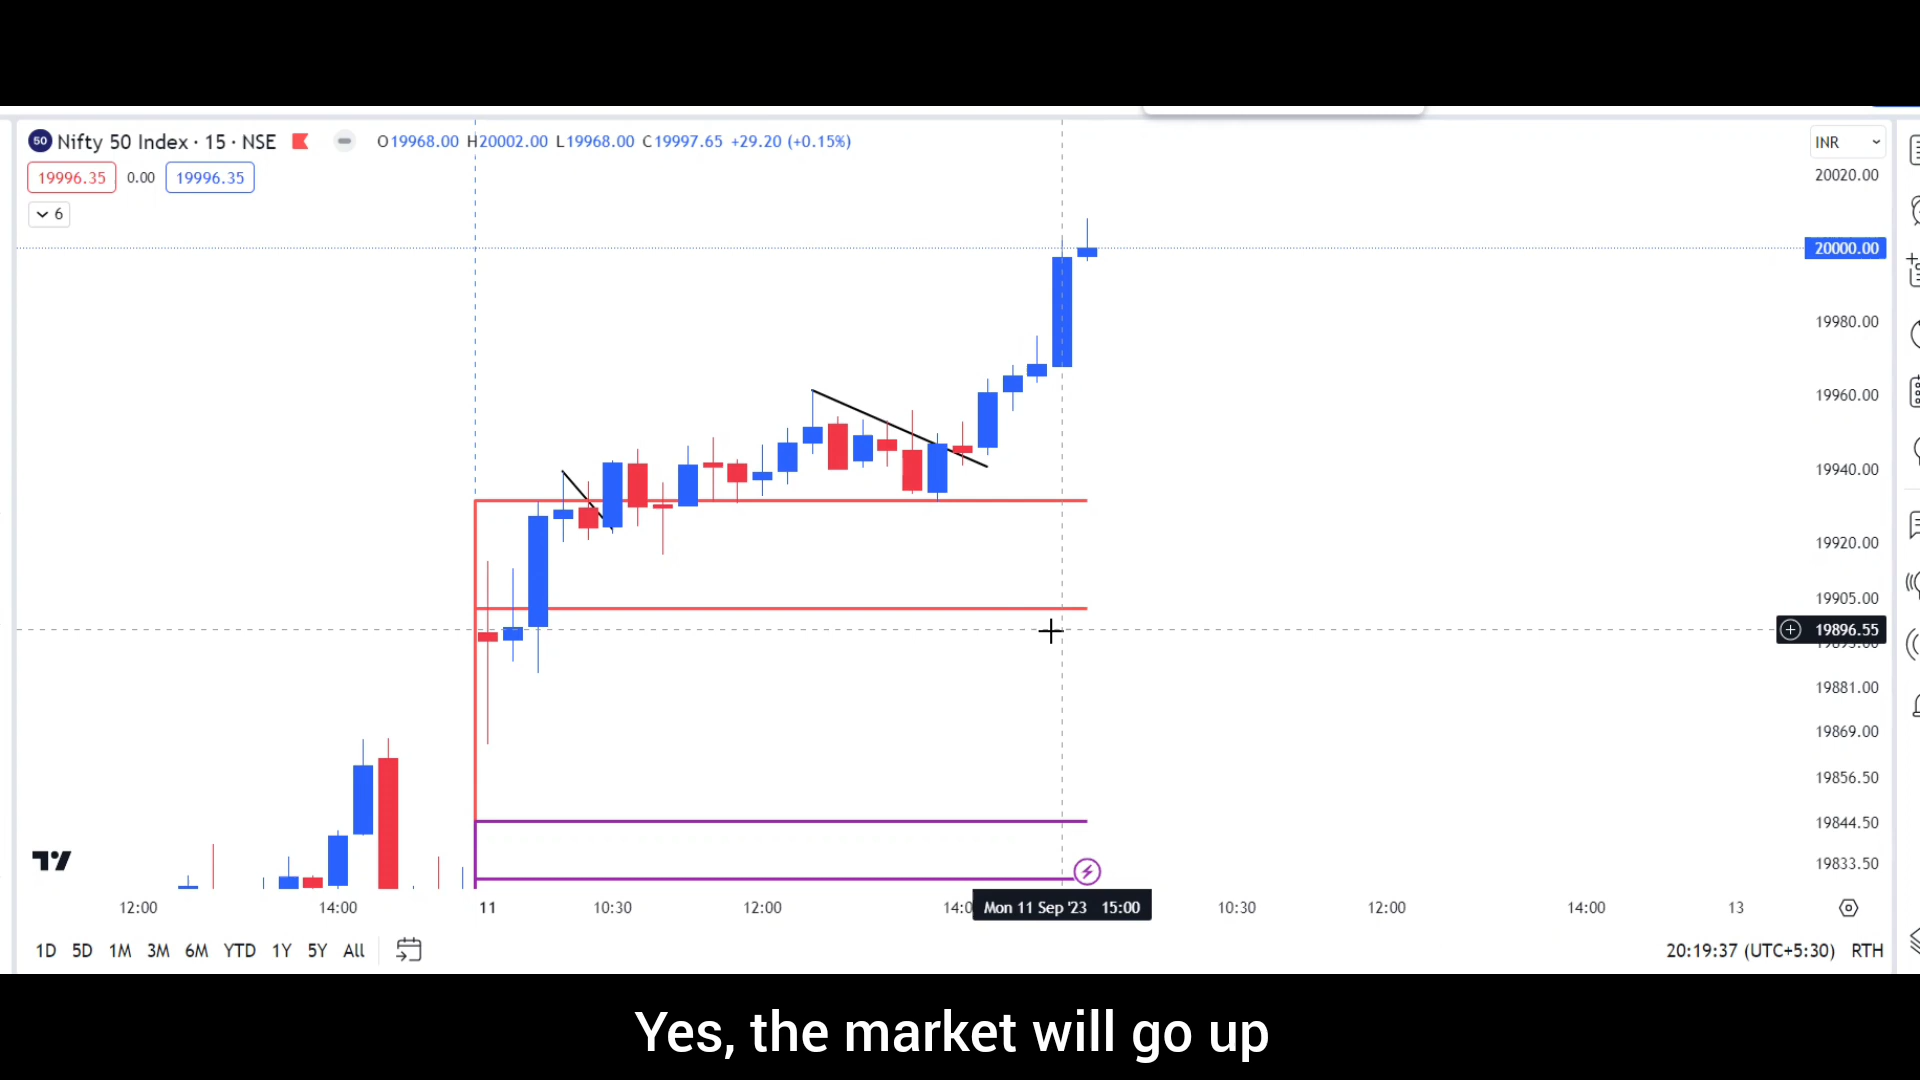 50 Nifty 50 Index · 15 · NSE O19968.00 H20002.00 L19968.00 C19997.65 +29.20 (+0.15%) INR
19996.35 0.00 19996.35
6
20020.00
20000.00
19980.00
19960.00
19940.00
19920.00
19905.00
19896.55
19881.00
19869.00
19856.50
19844.50
19833.50
12:00 14:00 11 10:30 12:00 14:0 Mon 11 Sep '23 15:00 10:30 12:00 14:00 13
1D 5D 1M 3M 6M YTD 1Y 5Y All 20:19:37 (UTC+5:30) RTH
Yes, the market will go up